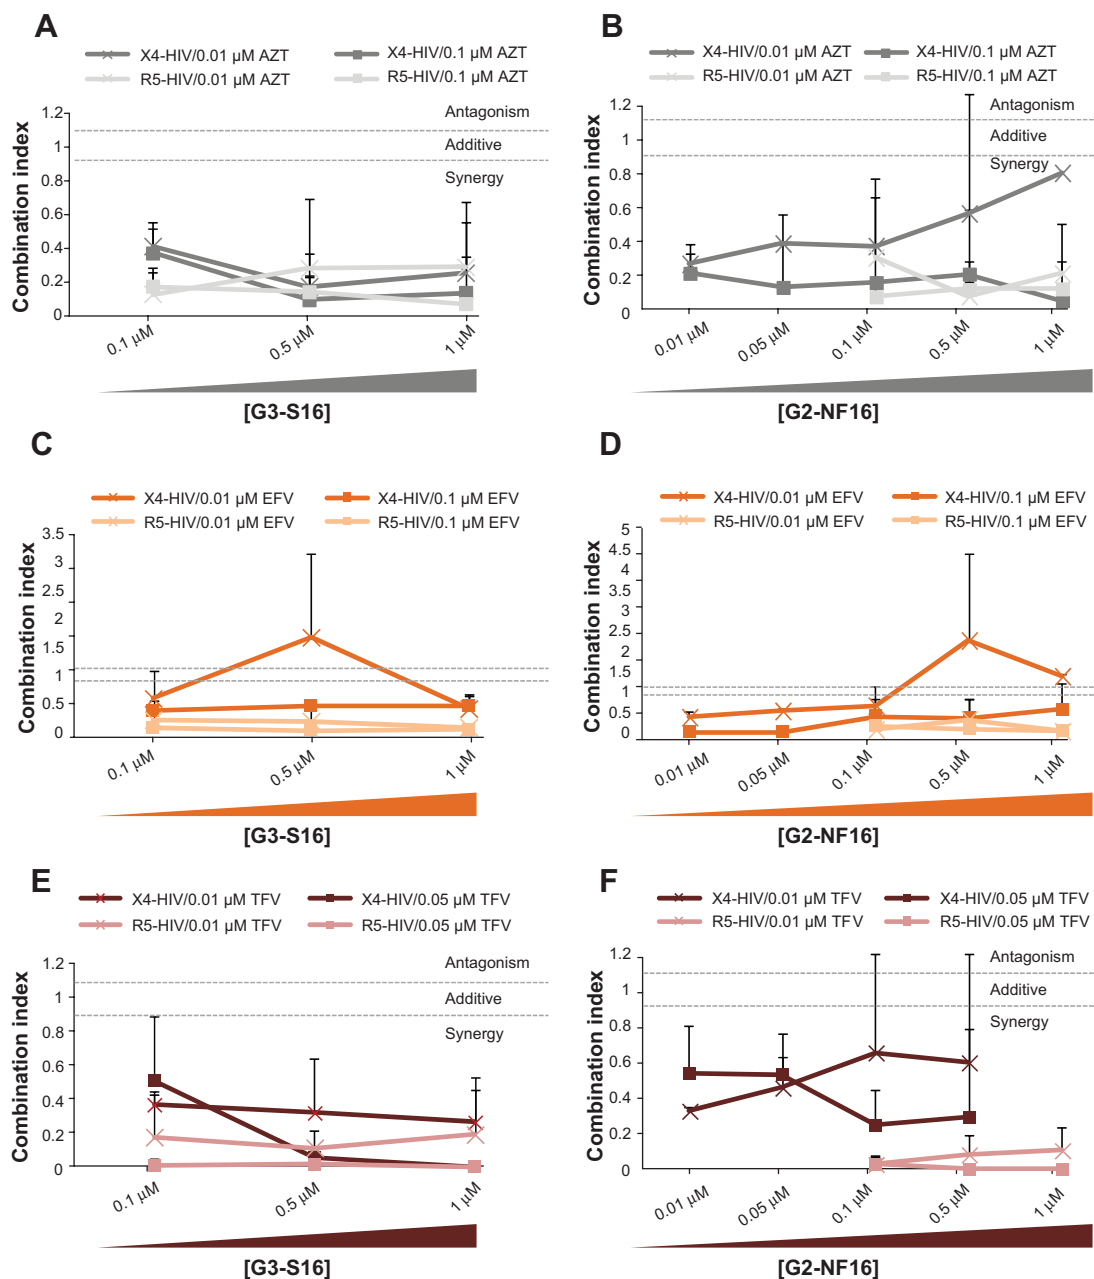 A
X4-HIV/0.01 µM AZT X4-HIV/0.1 µM AZT
R5-HIV/0.01 µM AZT R5-HIV/0.1 µM AZT
Combination index
1.2
1
0.8
0.6
0.4
0.2
0
Antagonism
Additive
Synergy
0.1 µM 0.5 µM 1 µM
[G3-S16]
B
X4-HIV/0.01 µM AZT X4-HIV/0.1 µM AZT
R5-HIV/0.01 µM AZT R5-HIV/0.1 µM AZT
Combination index
1.2
1
0.8
0.6
0.4
0.2
0
Antagonism
Additive
Synergy
0.01 µM 0.05 µM 0.1 µM 0.5 µM 1 µM
[G2-NF16]
C
X4-HIV/0.01 µM EFV X4-HIV/0.1 µM EFV
R5-HIV/0.01 µM EFV R5-HIV/0.1 µM EFV
Combination index
3.5
3
2.5
2
1.5
1
0.5
0
0.1 µM 0.5 µM 1 µM
[G3-S16]
D
X4-HIV/0.01 µM EFV X4-HIV/0.1 µM EFV
R5-HIV/0.01 µM EFV R5-HIV/0.1 µM EFV
Combination index
5
4.5
5
3.5
2
2.5
2
1.5
1
0.5
0
0.01 µM 0.05 µM 0.1 µM 0.5 µM 1 µM
[G2-NF16]
E
X4-HIV/0.01 µM TFV X4-HIV/0.05 µM TFV
R5-HIV/0.01 µM TFV R5-HIV/0.05 µM TFV
Combination index
1.2
1
0.8
0.6
0.4
0.2
0
Antagonism
Additive
Synergy
0.1 µM 0.5 µM 1 µM
[G3-S16]
F
X4-HIV/0.01 µM TFV X4-HIV/0.05 µM TFV
R5-HIV/0.01 µM TFV R5-HIV/0.05 µM TFV
Combination index
1.2
1
0.8
0.6
0.4
0.2
0
Antagonism
Additive
Synergy
0.01 µM 0.05 µM 0.1 µM 0.5 µM 1 µM
[G2-NF16]